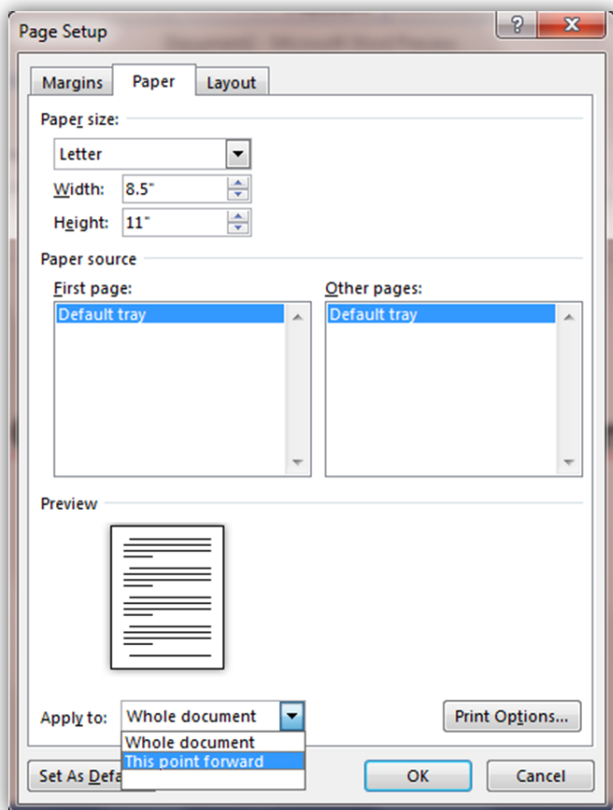 Page Setup
Margins Paper Layout
Paper size:
Letter
Width: 8.5"
Height: 11"
Paper source
First page: Other pages:
Default tray Default tray
Preview
Apply to: Whole document Print Options...
Whole document
This point forward
Set As Defa OK Cancel